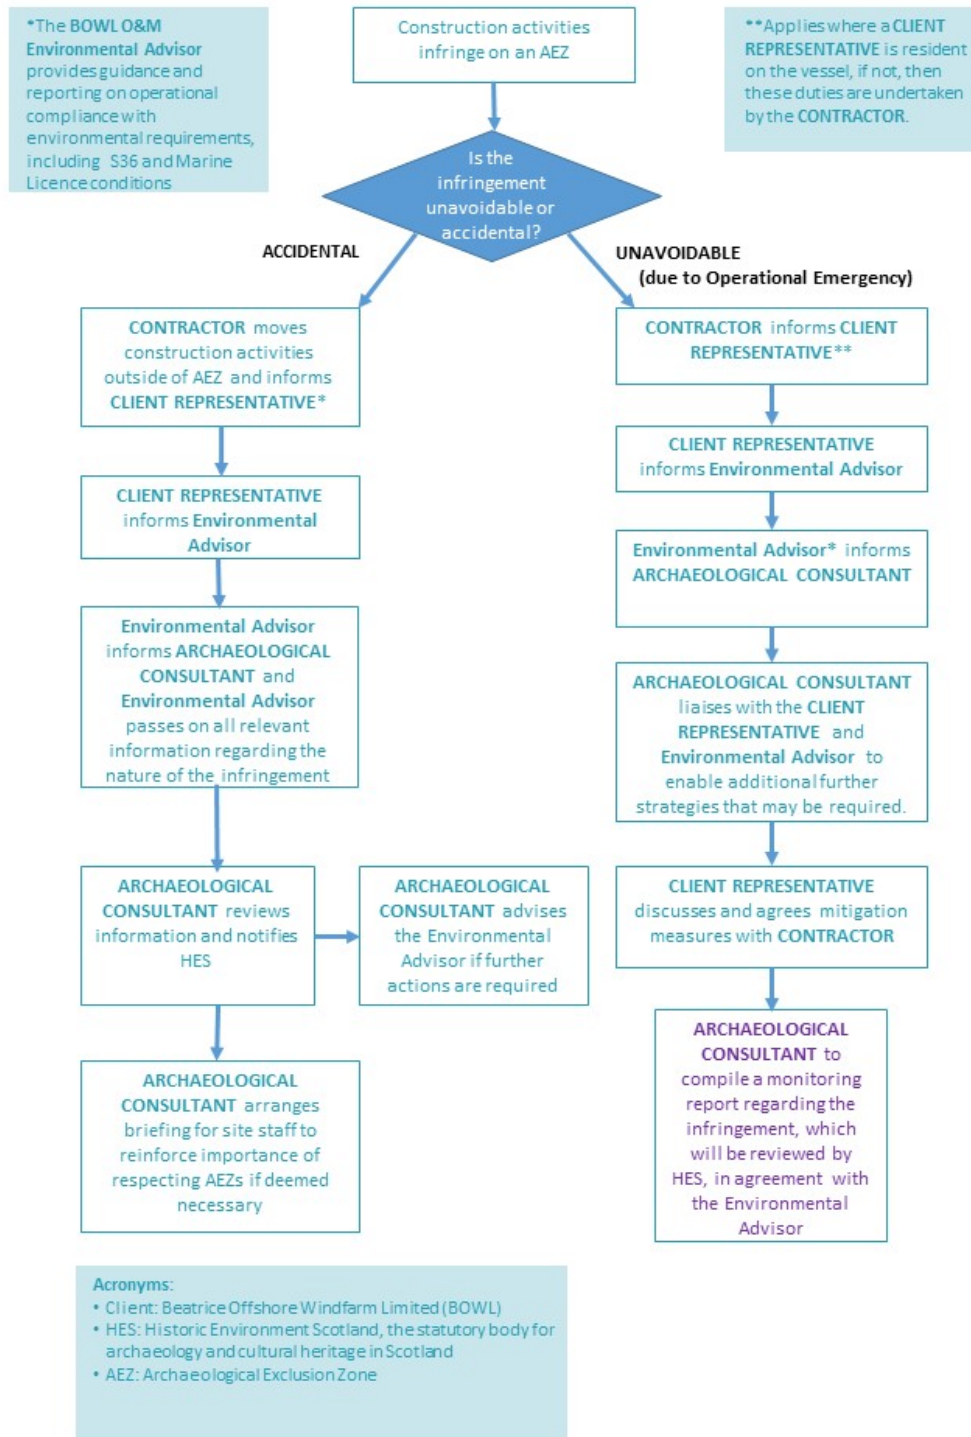 *The BOWL O&M
Environmental Advisor
provides guidance and
reporting on operational
compliance with
environmental requirements,
including S36 and Marine
Licence conditions
Construction activities
infringe on an AEZ
**Applies where a CLIENT
REPRESENTATIVE is resident
on the vessel, if not, then
these duties are undertaken
by the CONTRACTOR.
Is the
infringement
unavoidable or
accidental?
ACCIDENTAL
UNAVOIDABLE
(due to Operational Emergency)
CONTRACTOR moves
construction activities
outside of AEZ and informs
CLIENT REPRESENTATIVE*
CLIENT REPRESENTATIVE
informs Environmental
Advisor
Environmental Advisor
informs ARCHAEOLOGICAL
CONSULTANT and
Environmental Advisor
passes on all relevant
information regarding the
nature of the infringement
ARCHAEOLOGICAL
CONSULTANT reviews
information and notifies
HES
ARCHAEOLOGICAL
CONSULTANT advises
the Environmental
Advisor if further
actions are required
ARCHAEOLOGICAL
CONSULTANT arranges
briefing for site staff to
reinforce importance of
respecting AEZs if deemed
necessary
CONTRACTOR informs CLIENT
REPRESENTATIVE**
CLIENT REPRESENTATIVE
informs Environmental Advisor
Environmental Advisor* informs
ARCHAEOLOGICAL CONSULTANT
ARCHAEOLOGICAL CONSULTANT
liaises with the CLIENT
REPRESENTATIVE and
Environmental Advisor to
enable additional further
strategies that may be required.
CLIENT REPRESENTATIVE
discusses and agrees mitigation
measures with CONTRACTOR
ARCHAEOLOGICAL
CONSULTANT to
compile a monitoring
report regarding the
infringement, which
will be reviewed by
HES, in agreement with
the Environmental
Advisor
Acronyms:
• Client: Beatrice Offshore Windfarm Limited (BOWL)
• HES: Historic Environment Scotland, the statutory body for
archaeology and cultural heritage in Scotland
• AEZ: Archaeological Exclusion Zone